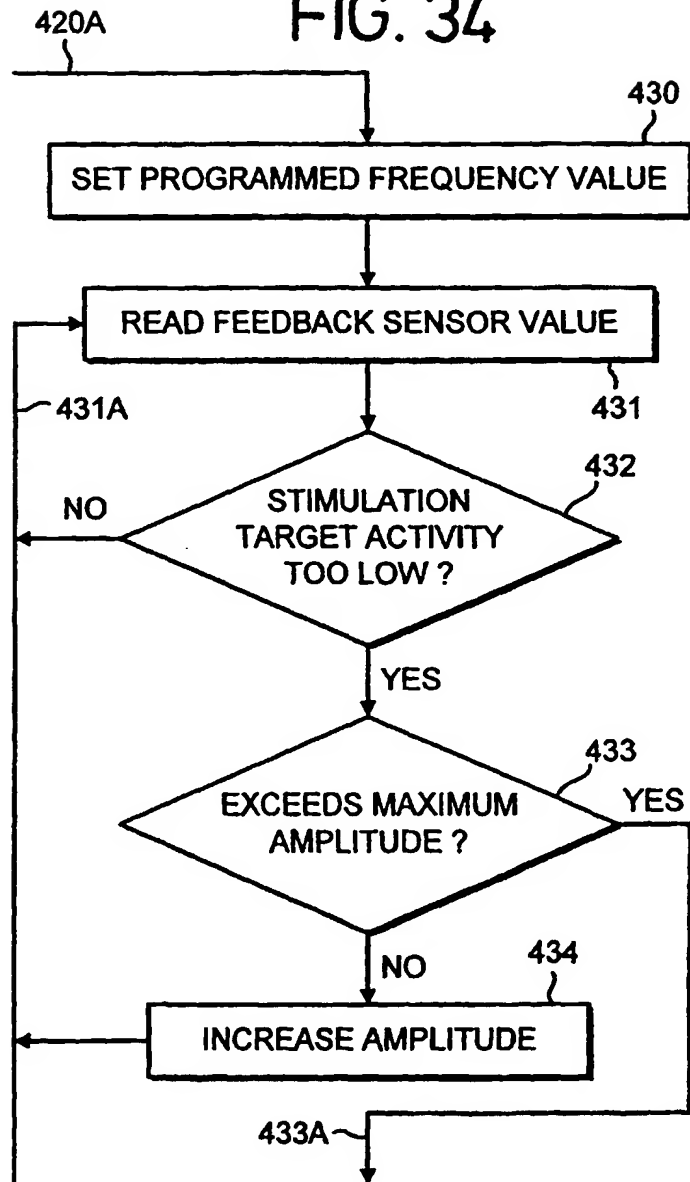 FIG. 34
420A
430
SET PROGRAMMED FREQUENCY VALUE
READ FEEDBACK SENSOR VALUE
431
431A
432
STIMULATION
TARGET ACTIVITY
TOO LOW ?
NO
YES
433
EXCEEDS MAXIMUM
AMPLITUDE ?
YES
NO
434
INCREASE AMPLITUDE
433A